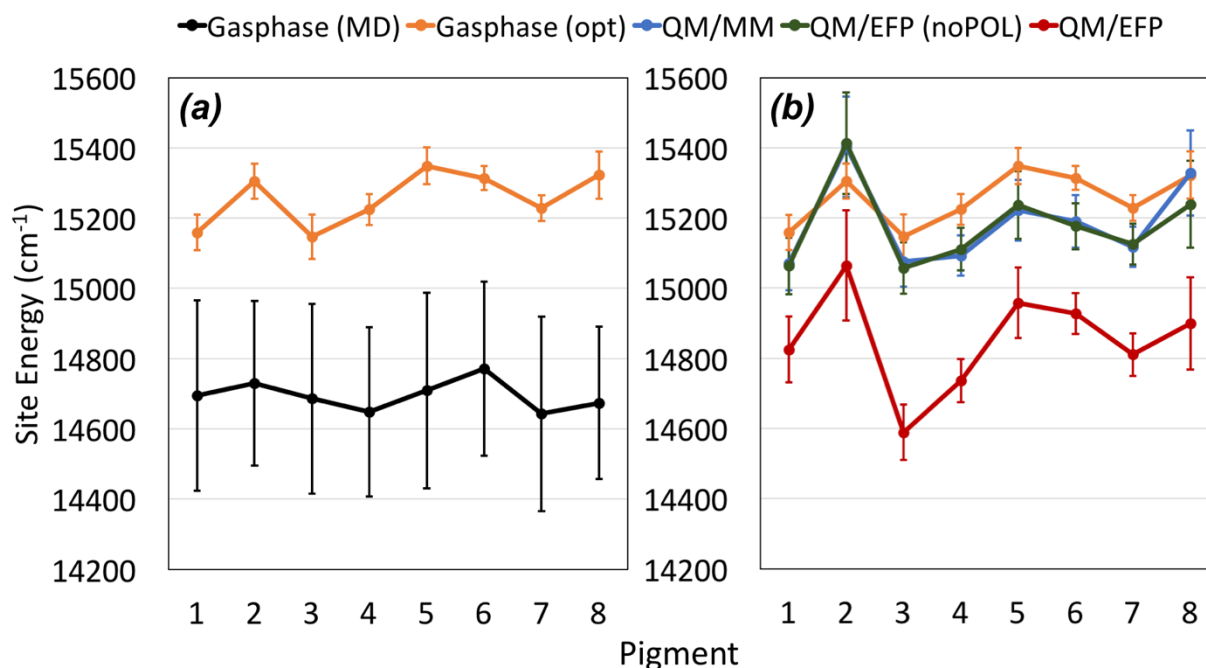 Gasphase (MD) Gasphase (opt) QM/MM QM/EFP (noPOL) QM/EFP
(a)
15600
15400
15200
15000
14800
14600
14400
14200
Site Energy (cm-1)
1 2 3 4 5 6 7 8
(b)
15600
15400
15200
15000
14800
14600
14400
14200
1 2 3 4 5 6 7 8
Pigment